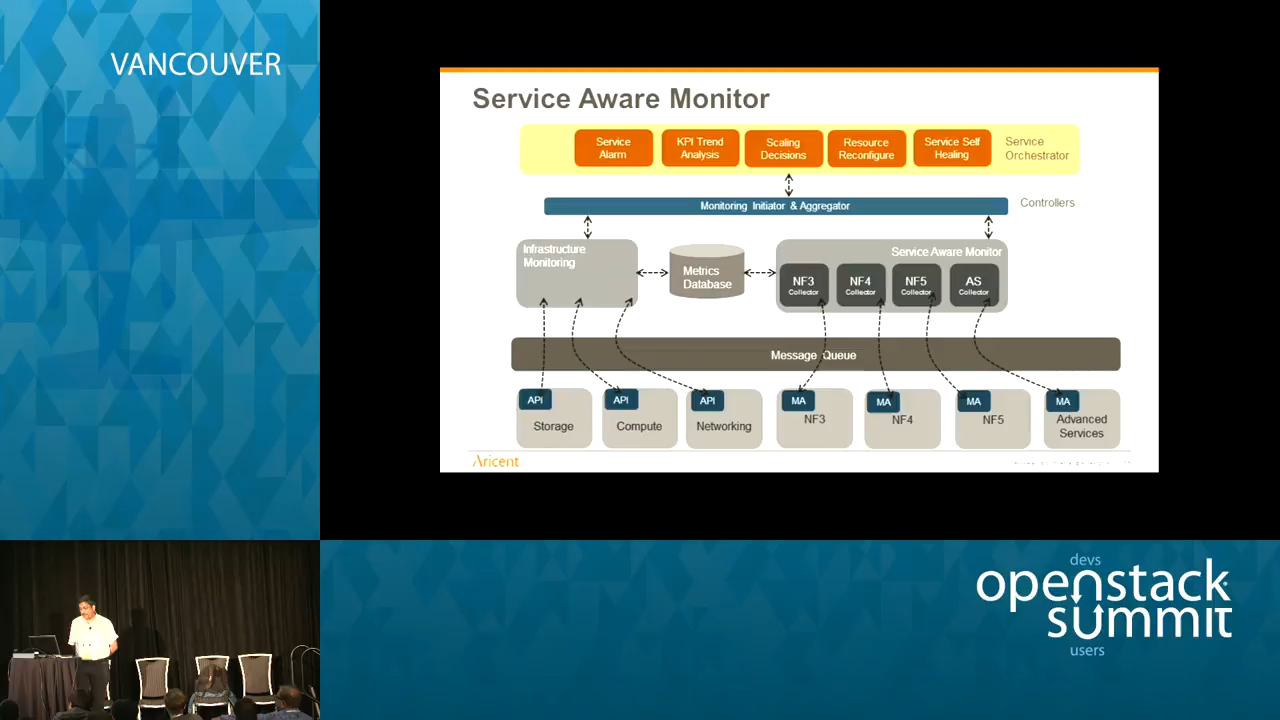 VANCOUVER
Service Aware Monitor
Service
Alarm
KPI Trend
Analysis
Scaling
Decisions
Resource
Reconfigure
Service Self
Healing
Service
Orchestrator
Monitoring Initiator & Aggregator
Controllers
Infrastructure
Monitoring
Metrics
Database
Service Aware Monitor
NF3
Collector
NF4
Collector
NF5
Collector
AS
Collector
Message Queue
API
Storage
API
Compute
API
Networking
MA
NF3
MA
NF4
MA
NF5
MA
Advanced
Services
Aricent
devs
openstack
summit
users